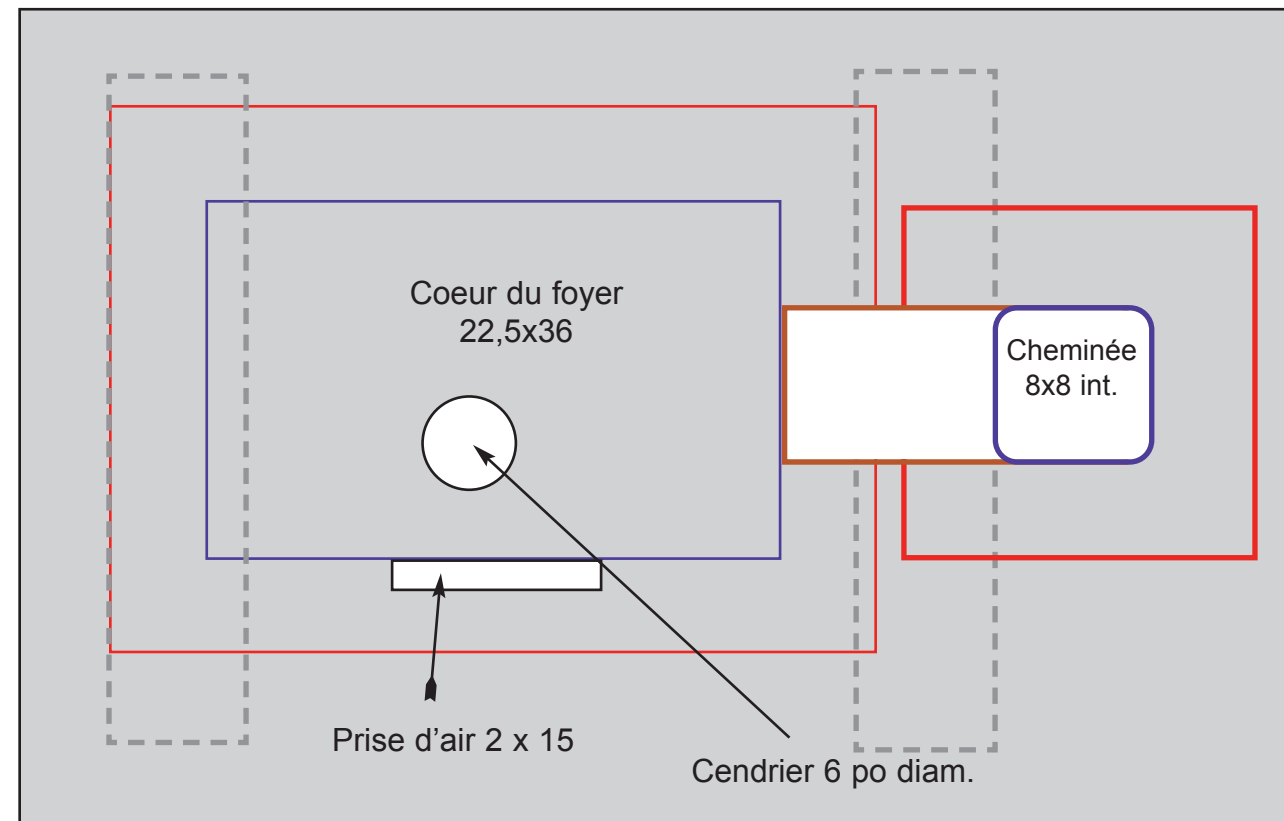 Coeur du foyer
22,5x36
Cheminée
8x8 int.
Prise d'air 2 x 15
Cendrier 6 po diam.